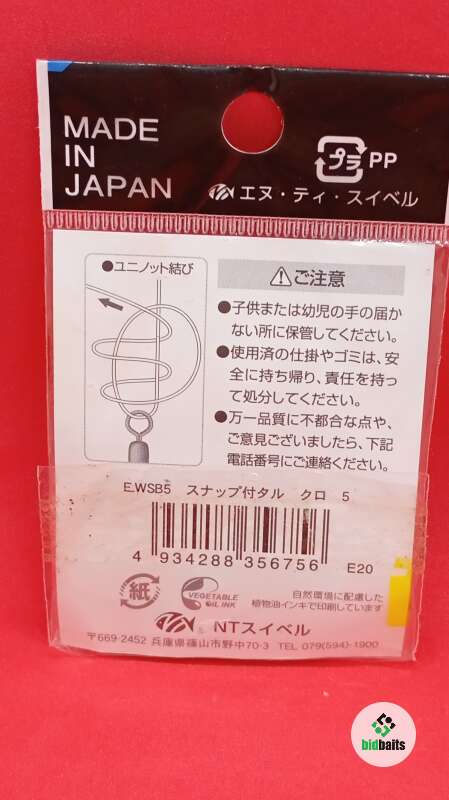 MADE
IN
JAPAN
プラ PP
エヌ・ティ・スイベル
●ユニノット結び
ご注意
●子供または幼児の手の届か
ない所に保管してください。
●使用済の仕掛やゴミは、安
全に持ち帰り、責任を持っ
て処分してください。
●万一品質に不都合な点や、
ご意見ございましたら、下記
電話番号にご連絡ください。
E.WSB5 スナップ付タル クロ 5
4 934288 356756
E20
紙
VEGETABLE
OIL INK
自然環境に配慮した
植物油インキで印刷しています
NTスイベル
〒669-2452 兵庫県篠山市野中70-3 TEL 079(594)-1900
bidbaits